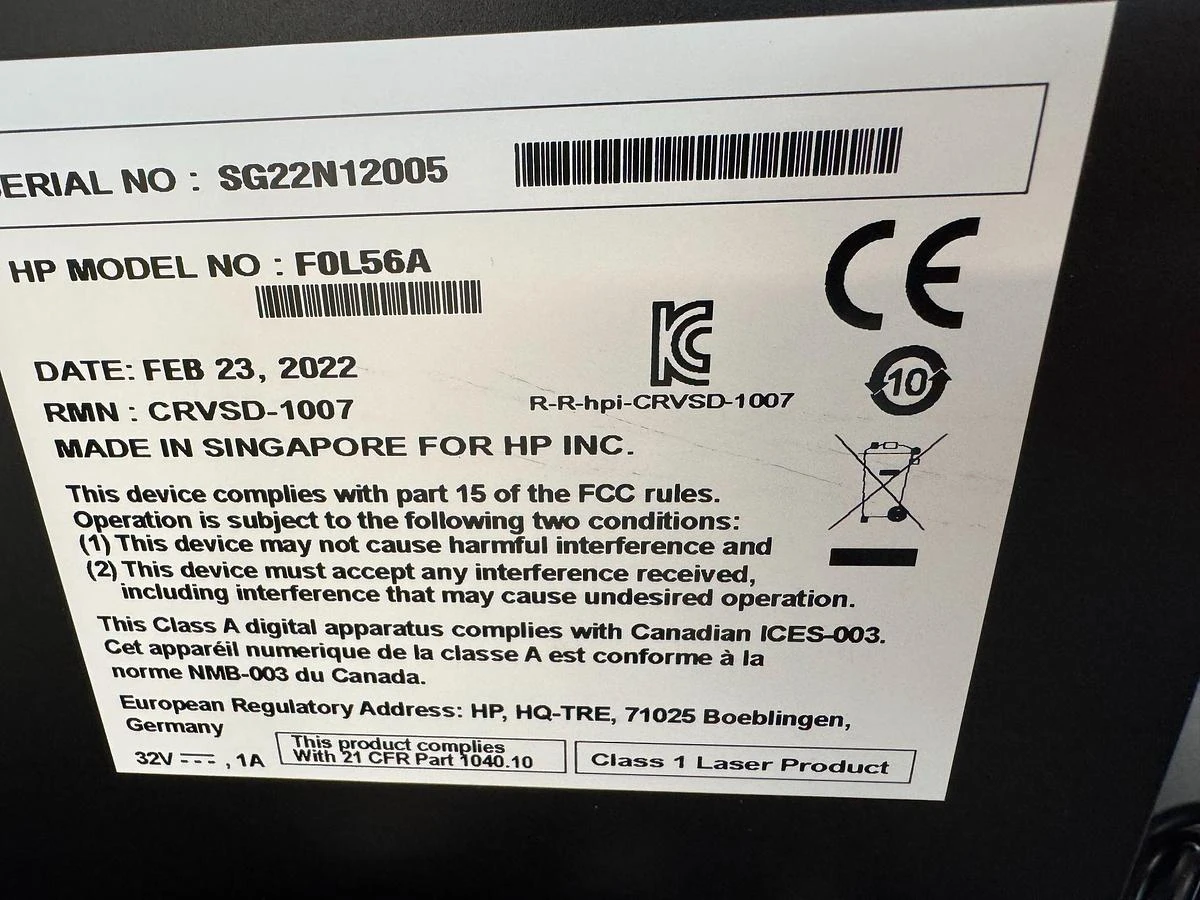 ERIAL NO : SG22N12005
HP MODEL NO : F0L56A
DATE: FEB 23, 2022
RMN : CRVSD-1007
R-R-hpi-CRVSD-1007
CE
KC
10
MADE IN SINGAPORE FOR HP INC.
This device complies with part 15 of the FCC rules.
Operation is subject to the following two conditions:
(1) This device may not cause harmful interference and
(2) This device must accept any interference received,
including interference that may cause undesired operation.
This Class A digital apparatus complies with Canadian ICES-003.
Cet appareíl numerique de la classe A est conforme à la
norme NMB-003 du Canada.
European Regulatory Address: HP, HQ-TRE, 71025 Boeblingen,
Germany
32V ⎓ , 1A
This product complies
With 21 CFR Part 1040.10
Class 1 Laser Product